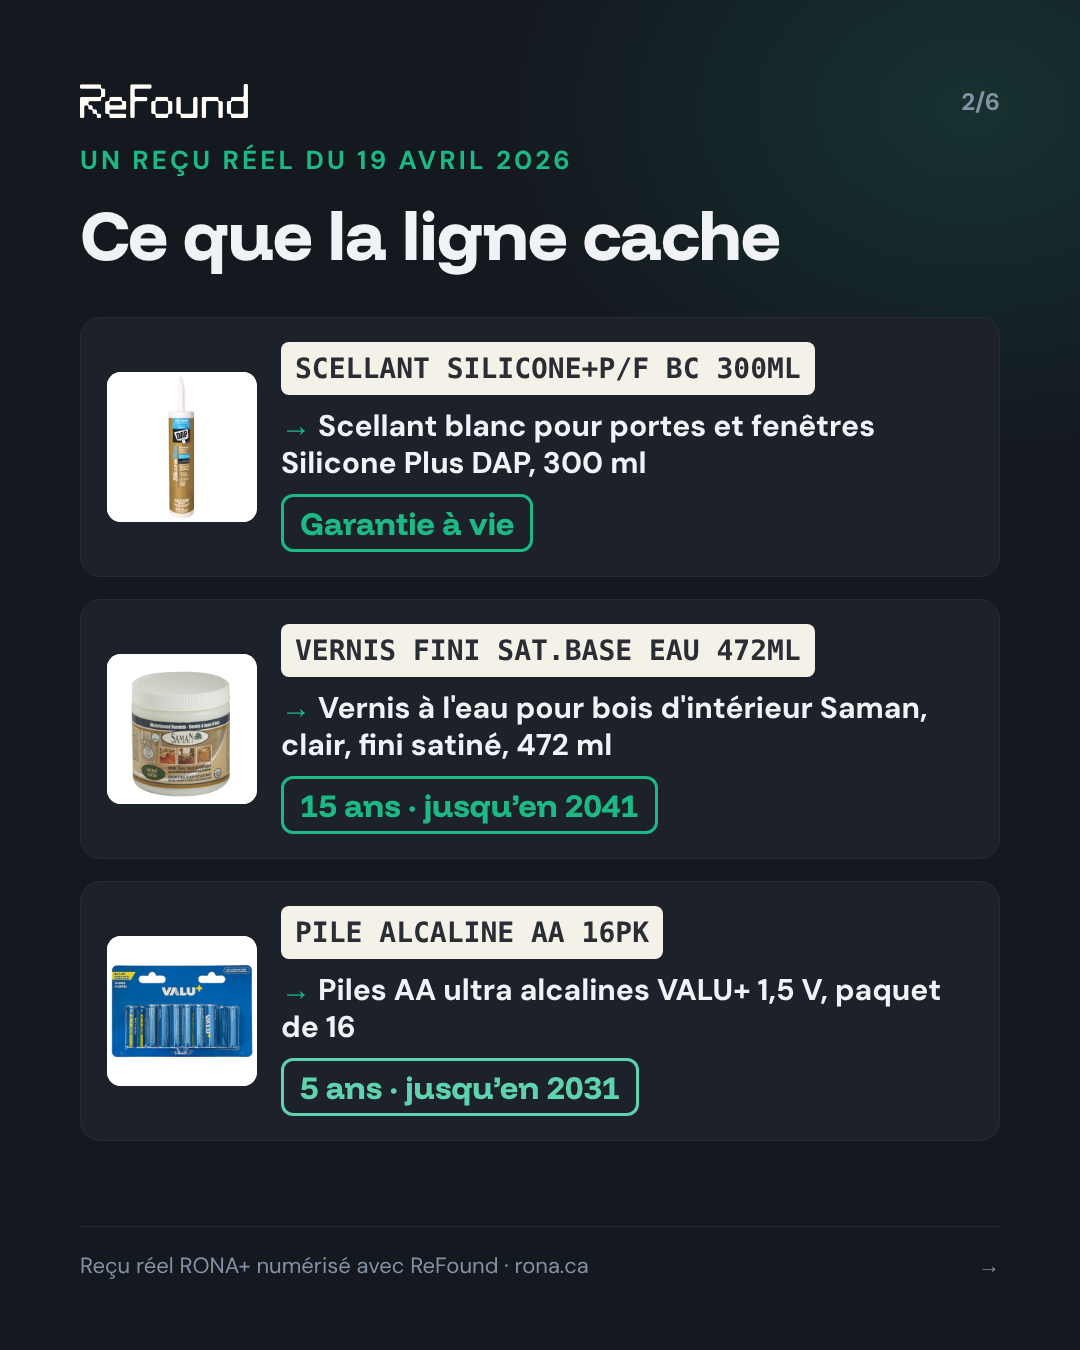 ReFound
2/6
UN REÇU RÉEL DU 19 AVRIL 2026
Ce que la ligne cache
SCELLANT SILICONE+P/F BC 300ML
→ Scellant blanc pour portes et fenêtres
Silicone Plus DAP, 300 ml
Garantie à vie
DAP
VERNIS FINI SAT.BASE EAU 472ML
→ Vernis à l'eau pour bois d'intérieur Saman,
clair, fini satiné, 472 ml
15 ans · jusqu’en 2041
SAMAN
PILE ALCALINE AA 16PK
→ Piles AA ultra alcalines VALU+ 1,5 V, paquet
de 16
5 ans · jusqu’en 2031
VALU+
Reçu réel RONA+ numérisé avec ReFound · rona.ca
→